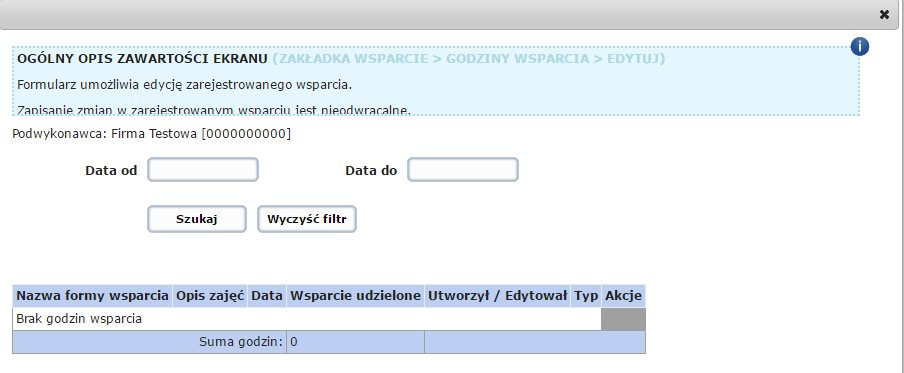 OGÓLNY OPIS ZAWARTOŚCI EKRANU (ZAKŁADKA WSPARCIE > GODZINY WSPARCIA > EDYTUJ)
Formularz umożliwia edycję zarejestrowanego wsparcia.
Zapisanie zmian w zarejestrowanym wsparciu jest nieodwracalne.
Podwykonawca: Firma Testowa [0000000000]
Data od Data do
Szukaj Wyczyść filtr
Nazwa formy wsparcia Opis zajęć Data Wsparcie udzielone Utworzył / Edytował Typ Akcje
Brak godzin wsparcia
Suma godzin: 0